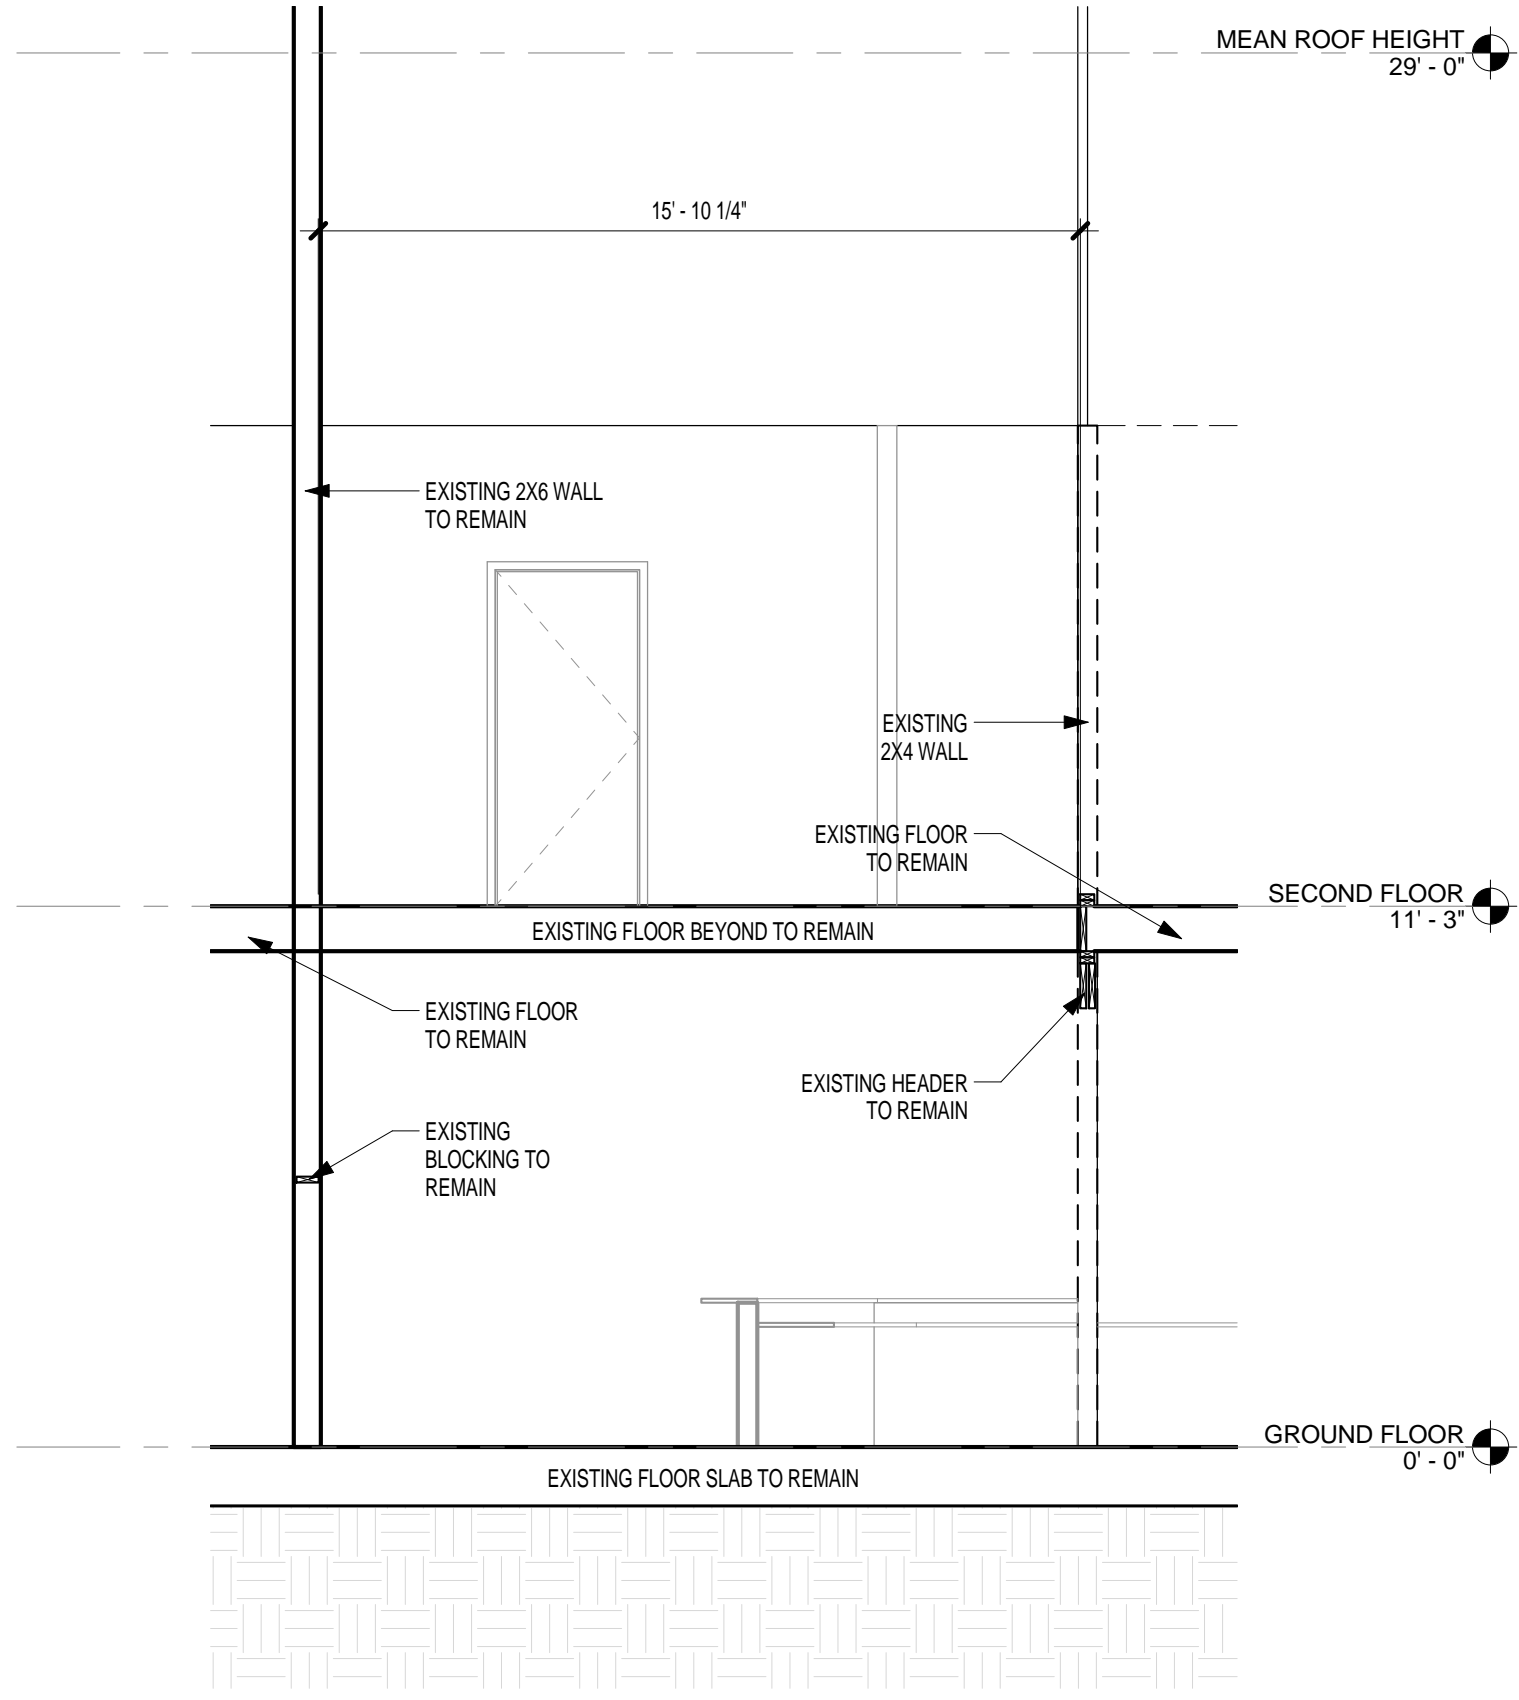 MEAN ROOF HEIGHT
29' - 0"
15' - 10 1/4"
EXISTING 2X6 WALL
TO REMAIN
EXISTING
2X4 WALL
EXISTING FLOOR
TO REMAIN
SECOND FLOOR
11' - 3"
EXISTING FLOOR BEYOND TO REMAIN
EXISTING FLOOR
TO REMAIN
EXISTING HEADER
TO REMAIN
EXISTING
BLOCKING TO
REMAIN
GROUND FLOOR
0' - 0"
EXISTING FLOOR SLAB TO REMAIN